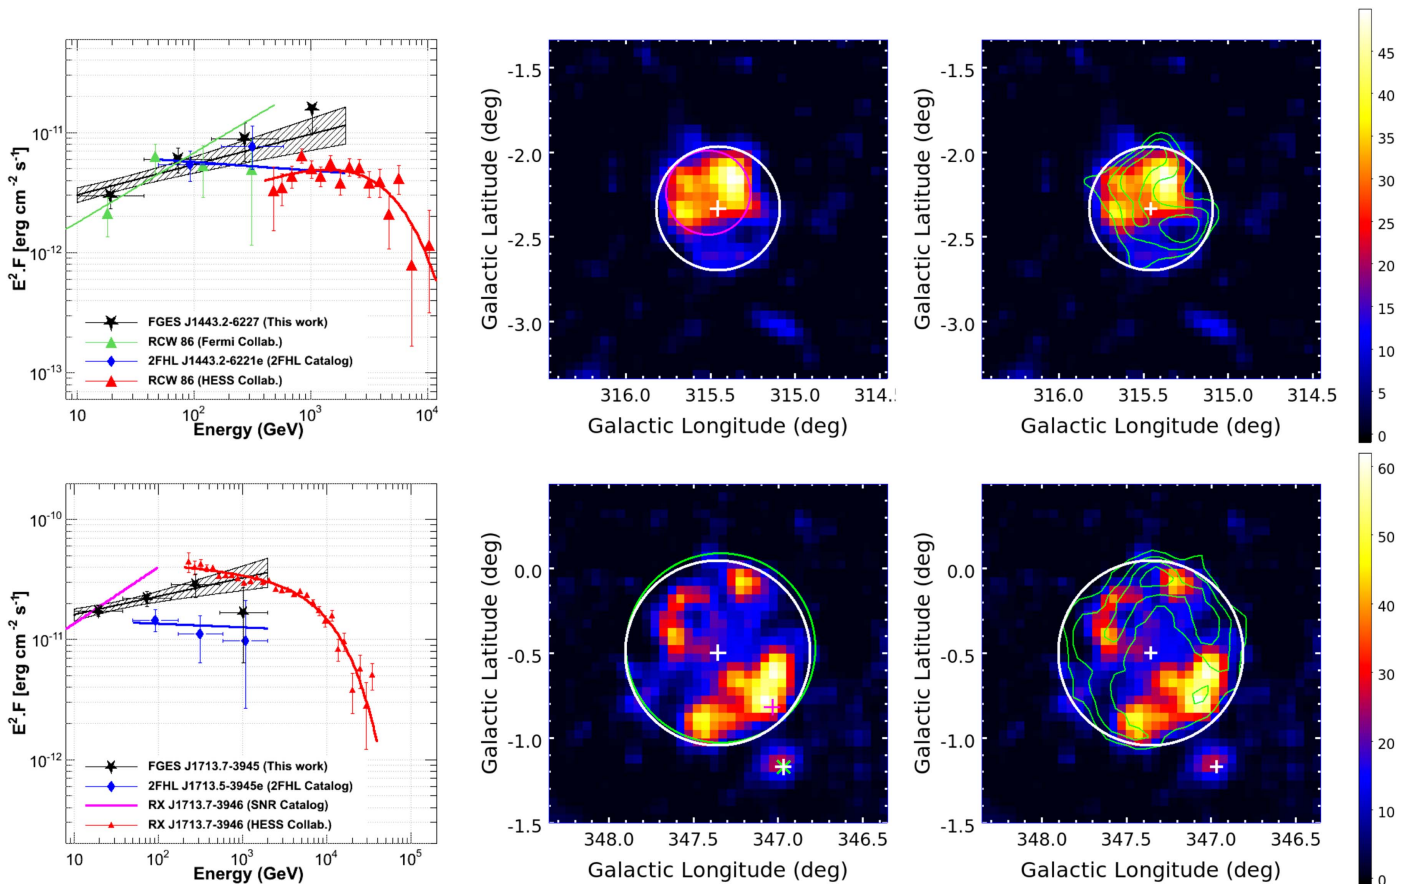 E².F [erg cm⁻² s⁻¹]
10⁻¹¹
10⁻¹²
10⁻¹³
FGES J1443.2-6227 (This work)
RCW 86 (Fermi Collab.)
2FHL J1443.2-6221e (2FHL Catalog)
RCW 86 (HESS Collab.)
10 10² 10³ 10⁴
Energy (GeV)
Galactic Latitude (deg)
-1.5
-2.0
-2.5
-3.0
316.0 315.5 315.0 314.5
Galactic Longitude (deg)
Galactic Latitude (deg)
-1.5
-2.0
-2.5
-3.0
316.0 315.5 315.0 314.5
Galactic Longitude (deg)
45
40
35
30
25
20
15
10
5
0
E².F [erg cm⁻² s⁻¹]
10⁻¹⁰
10⁻¹¹
10⁻¹²
FGES J1713.7-3945 (This work)
2FHL J1713.5-3945e (2FHL Catalog)
RX J1713.7-3946 (SNR Catalog)
RX J1713.7-3946 (HESS Collab.)
10 10² 10³ 10⁴ 10⁵
Energy (GeV)
Galactic Latitude (deg)
0.0
-0.5
-1.0
-1.5
348.0 347.5 347.0 346.5
Galactic Longitude (deg)
Galactic Latitude (deg)
0.0
-0.5
-1.0
-1.5
348.0 347.5 347.0 346.5
Galactic Longitude (deg)
60
50
40
30
20
10
0